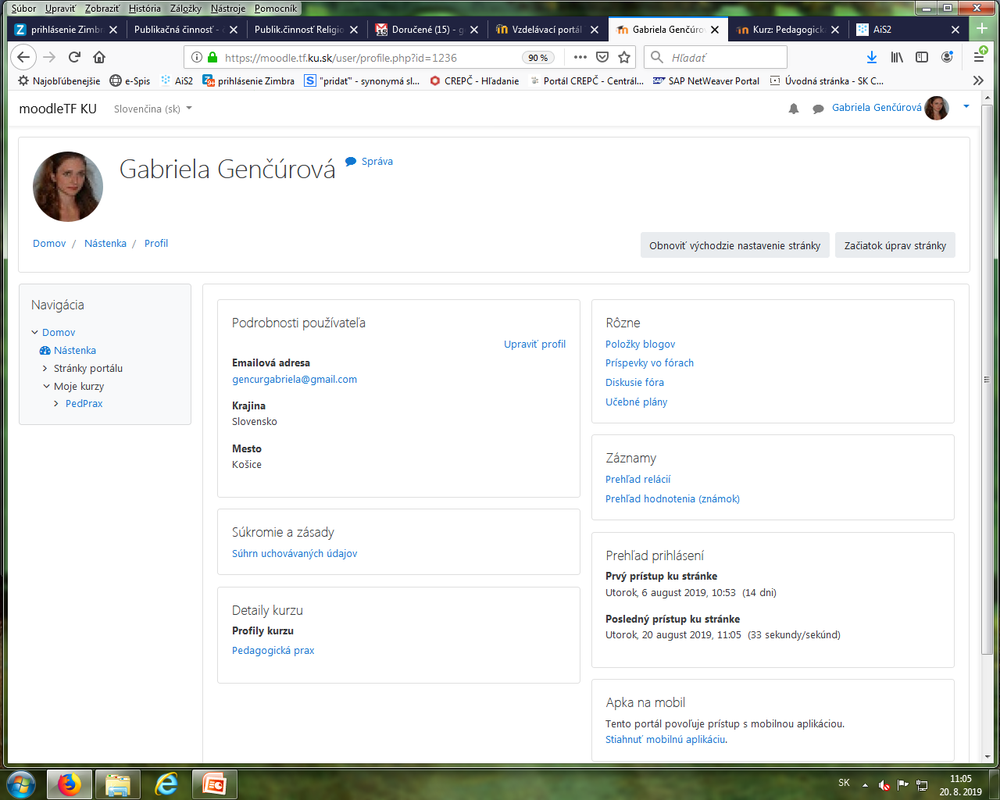 Súbor Upraviť Zobraziť História Záložky Nástroje Pomocník
prihlásenie Zimbr
Publikačná činnosť - č
Publik.činnosť Religio
Doručené (15) - g
Vzdelávací portál
Gabriela Genčúrov
Kurz: Pedagogick
AiS2
https://moodle.tf.ku.sk/user/profile.php?id=1236
90 %
Hľadať
Najobľúbenejšie
e-Spis
AiS2
prihlásenie Zimbra
"pridať" - synonymá sl...
CREPČ - Hľadanie
Portál CREPČ - Centrál...
SAP NetWeaver Portal
Úvodná stránka - SK C...
moodleTF KU
Slovenčina (sk)
Gabriela Genčúrová
Gabriela Genčúrová
Správa
Domov / Nástenka / Profil
Obnoviť východzie nastavenie stránky
Začiatok úprav stránky
Navigácia
Domov
Nástenka
Stránky portálu
Moje kurzy
PedPrax
Podrobnosti používateľa
Upraviť profil
Emailová adresa
gencurgabriela@gmail.com
Krajina
Slovensko
Mesto
Košice
Súkromie a zásady
Súhrn uchovávaných údajov
Detaily kurzu
Profily kurzu
Pedagogická prax
Rôzne
Položky blogov
Príspevky vo fórach
Diskusie fóra
Učebné plány
Záznamy
Prehľad relácií
Prehľad hodnotenia (známok)
Prehľad prihlásení
Prvý prístup ku stránke
Utorok, 6 august 2019, 10:53 (14 dni)
Posledný prístup ku stránke
Utorok, 20 august 2019, 11:05 (33 sekundy/sekúnd)
Apka na mobil
Tento portál povoľuje prístup s mobilnou aplikáciou.
Stiahnuť mobilnú aplikáciu.
SK
11:05
20. 8. 2019